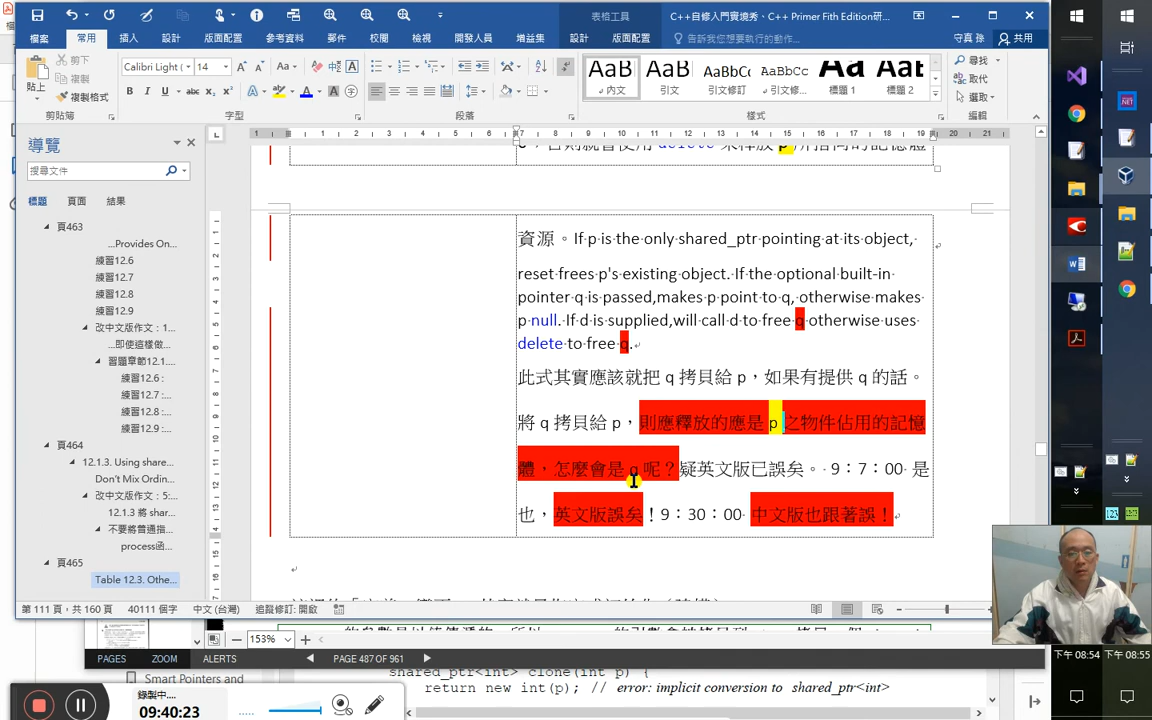 C++自修入門實境秀、C++ Primer Fith Edition研...
表格工具
檔案 常用 插入 設計 版面配置 參考資料 郵件 校閱 檢視 開發人員 增益集 設計 版面配置 告訴我您想要執行的動作... 守真 孫 共用
貼上 剪下 複製 複製格式
Calibri Light ( 14
AaB AaB AaBbCc AaBbCc AaB AaBt
內文 引文 引文修訂 引文修. 標題 1 標題 2
尋找 取代 選取
剪貼簿 字型 段落 樣式 編輯
導覽
搜尋文件
標題 頁面 結果
頁463
...Provides On...
練習12.6
練習12.7
練習12.8
練習12.9
改中文版作文：1...
...即使這樣做...
習題章節12.1....
練習12.6 :
練習12.7 :
練習12.8 :
練習12.9 :
頁464
12.1.3. Using share...
Don't Mix Ordin...
改中文版作文：5:...
12.1.3 將 shar...
不要將普通指...
process函...
頁465
Table 12.3. Othe...
資源。If p is the only shared_ptr pointing at its object,
reset frees p's existing object. If the optional built-in
pointer q is passed,makes p point to q, otherwise makes
p null. If d is supplied,will call d to free q otherwise uses
delete to free q.
此式其實應該就把 q 拷貝給 p，如果有提供 q 的話。
將 q 拷貝給 p，則應釋放的應是 p 之物件佔用的記憶
體，怎麼會是 q 呢？疑英文版已誤矣。 9：7：00 是
也，英文版誤矣！9：30：00 中文版也跟著誤！
第 111 頁，共 160 頁 40111 個字 中文 (台灣) 追蹤修訂: 開啟
153%
PAGES ZOOM ALERTS PAGE 487 OF 961
Smart Pointers and
shared_ptr<int> clone(int p) {
return new int(p); // error: implicit conversion to shared_ptr<int>
錄製中....
09:40:23
下午 08:54 下午 08:55